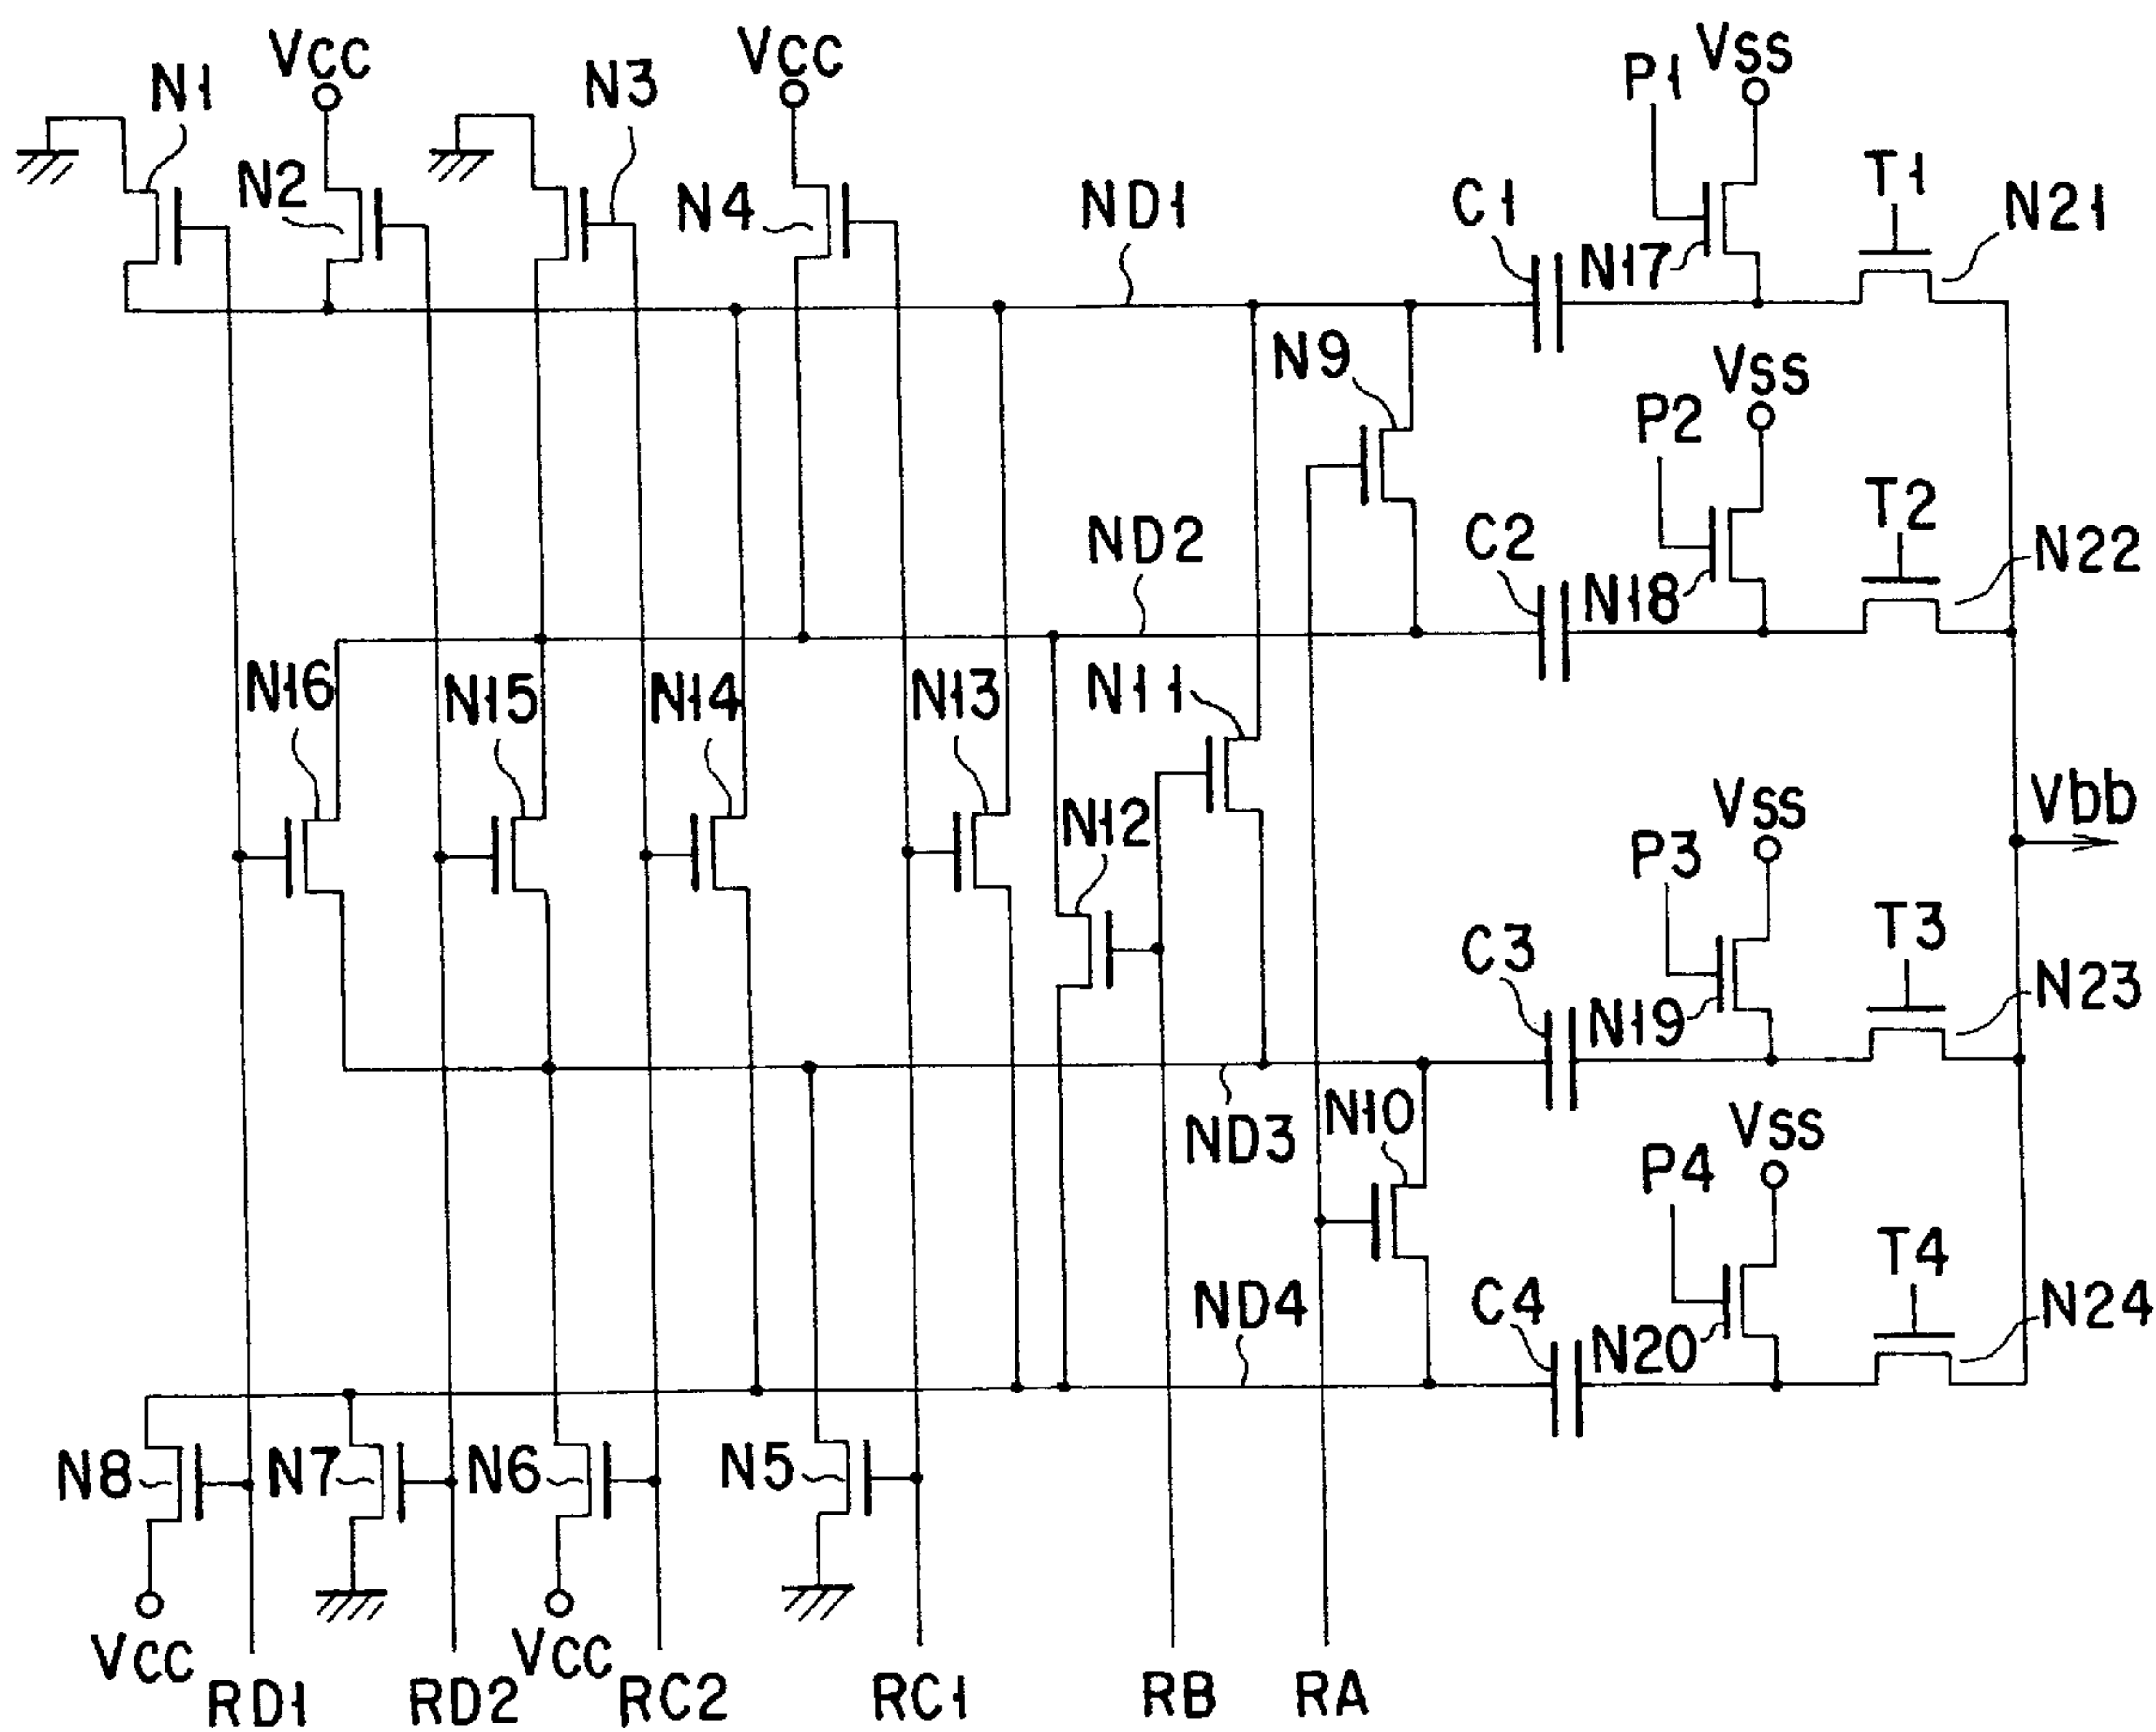 N1
VCC
N3
VCC
P1
VSS
N2
N4
ND1
C1
N17
T1
N21
N9
P2
VSS
ND2
C2
N18
T2
N22
N16
N15
N14
N13
N11
N12
P3
VSS
Vbb
C3
N19
T3
N23
ND3
N10
P4
VSS
ND4
C4
N20
T4
N24
N8
N7
N6
N5
VCC
RD1
RD2
VCC
RC2
RC1
RB
RA